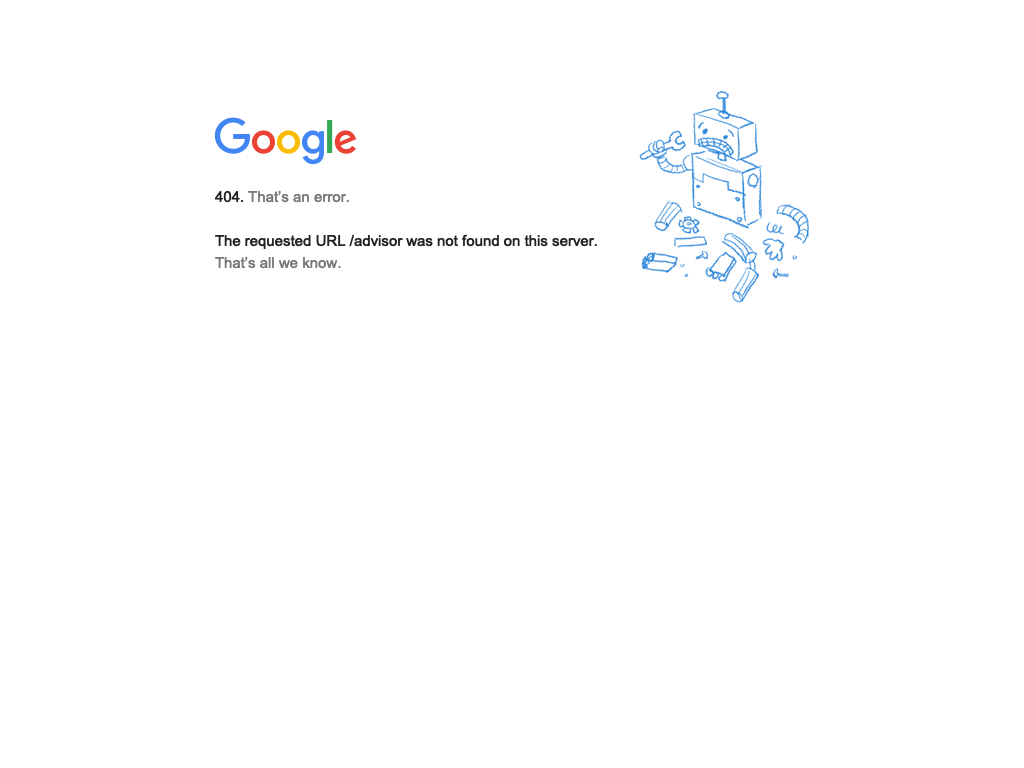 Google
404. That's an error.
The requested URL /advisor was not found on this server.
That's all we know.